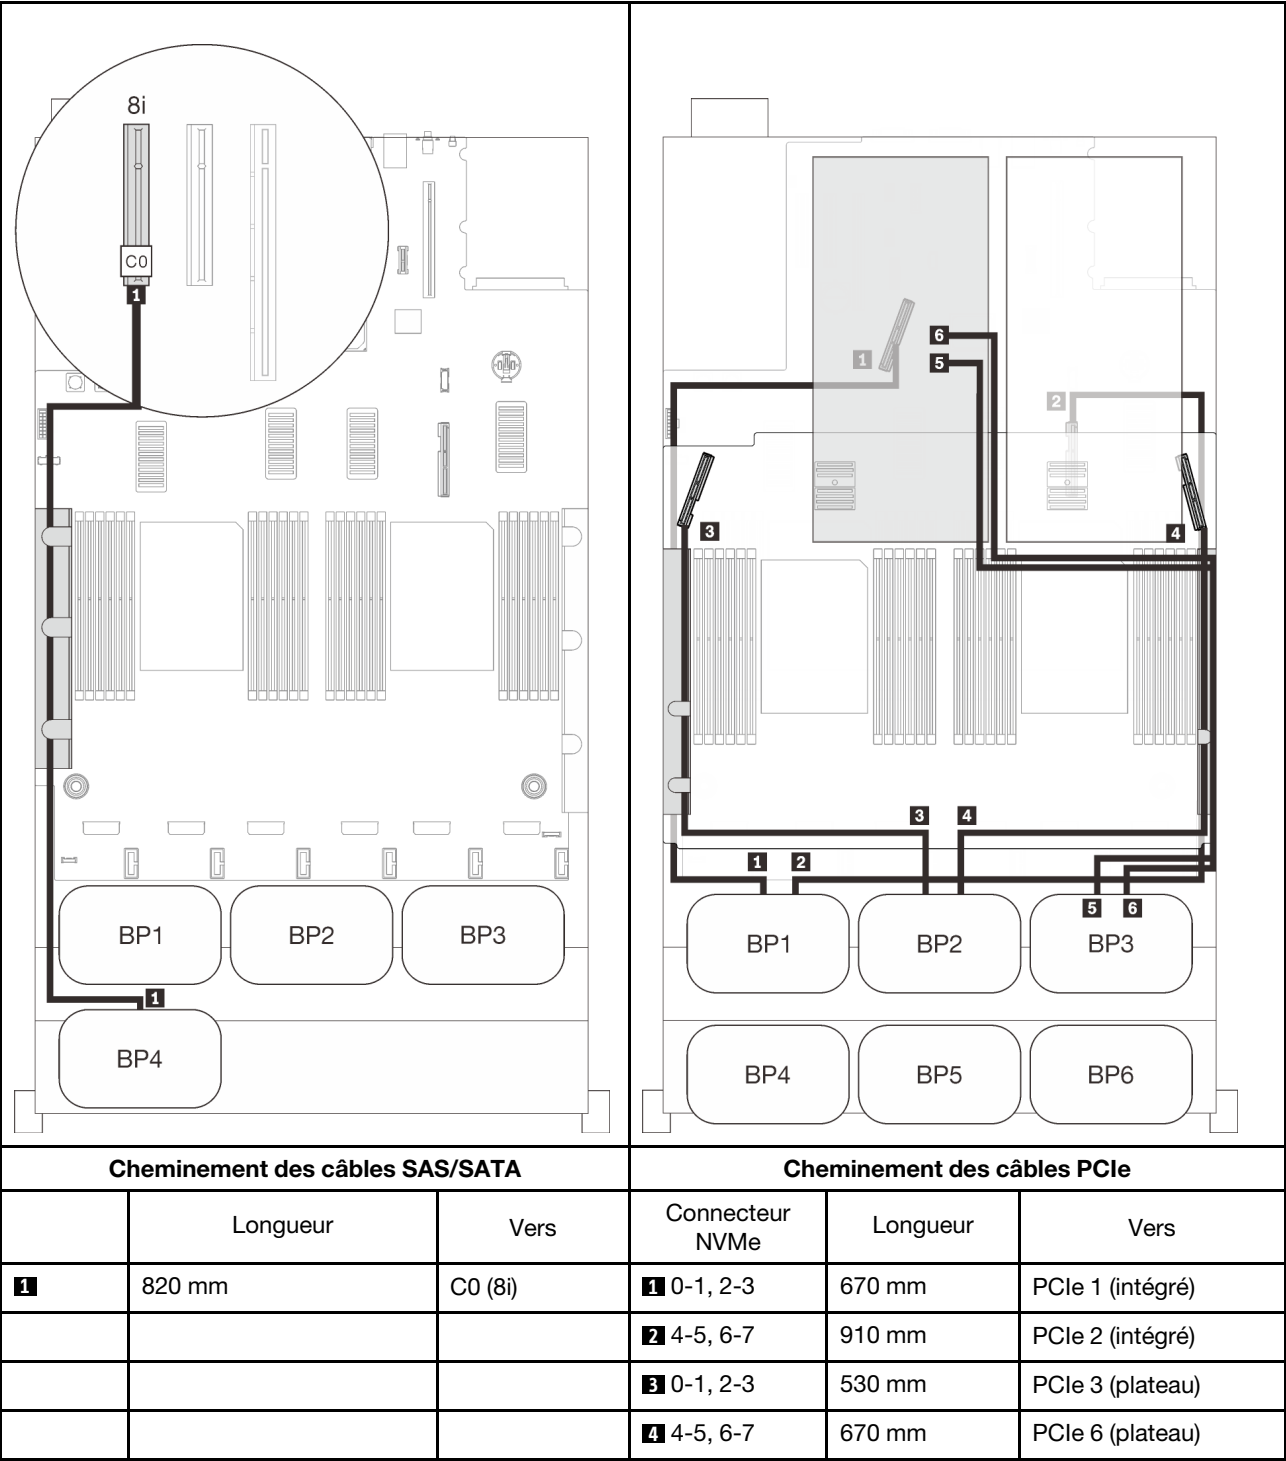 8i
C0
1
BP1
BP2
BP3
1
BP4
6
1
5
2
3
4
3
4
1
2
5
6
BP1
BP2
BP3
BP4
BP5
BP6
Cheminement des câbles SAS/SATA
Cheminement des câbles PCIe
Longueur
Vers
Connecteur
NVMe
Longueur
Vers
1
820 mm
C0 (8i)
1 0-1, 2-3
670 mm
PCIe 1 (intégré)
2 4-5, 6-7
910 mm
PCIe 2 (intégré)
3 0-1, 2-3
530 mm
PCIe 3 (plateau)
4 4-5, 6-7
670 mm
PCIe 6 (plateau)